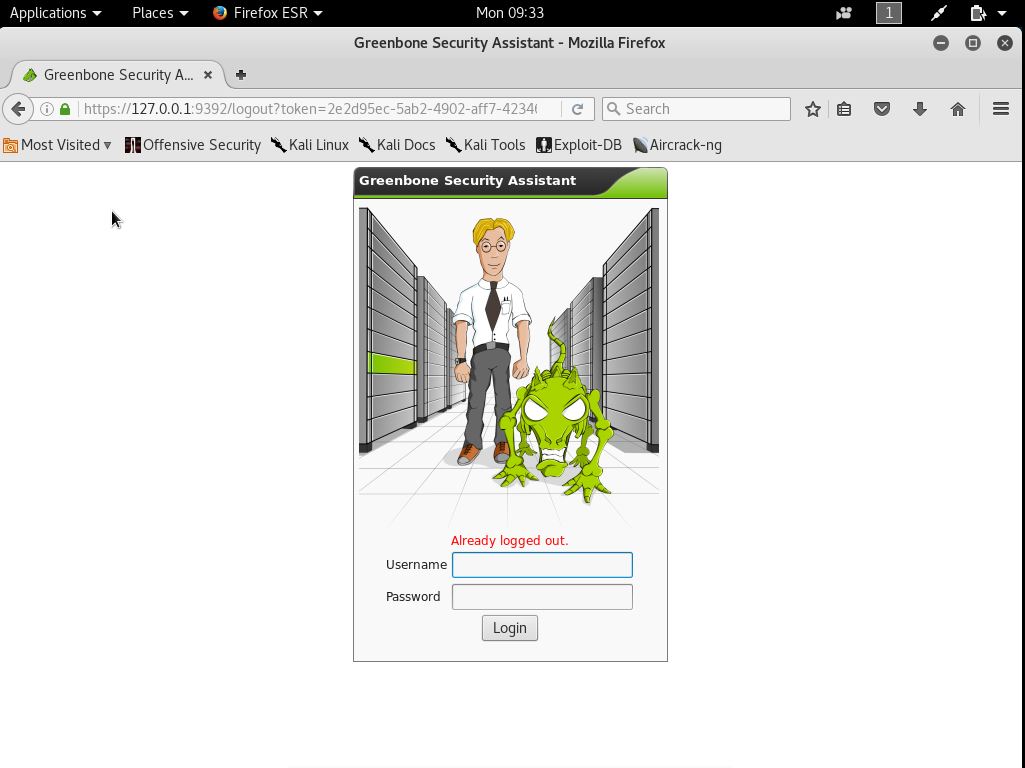 Applications Places Firefox ESR Mon 09:33 1
Greenbone Security Assistant - Mozilla Firefox
Greenbone Security A...
https://127.0.0.1:9392/logout?token=2e2d95ec-5ab2-4902-aff7-4234 Search
Most Visited Offensive Security Kali Linux Kali Docs Kali Tools Exploit-DB Aircrack-ng
Greenbone Security Assistant
Already logged out.
Username
Password
Login